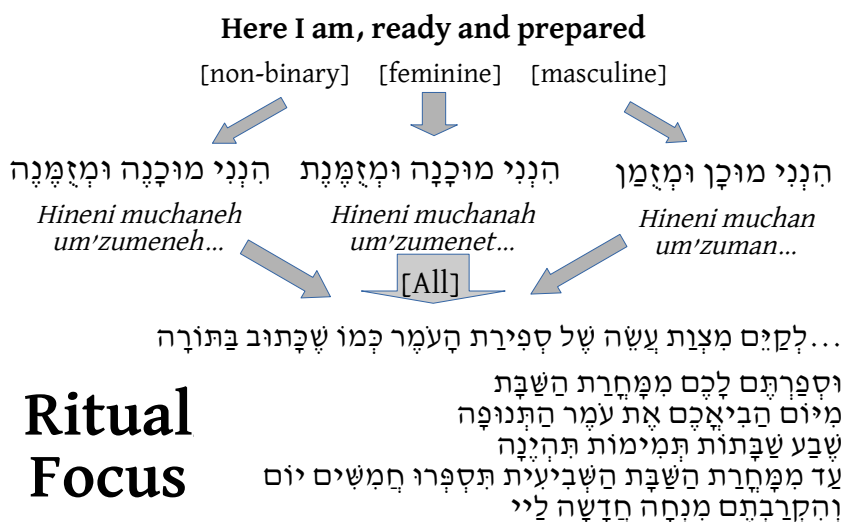 Here I am, ready and prepared
[non-binary] [feminine] [masculine]
הִנְנִי מוּכָן וּמְזֻמַן
Hineni muchan
um'zuman...
הִנְנִי מוּכָנָה וּמְזֻמֶּנֶת
Hineni muchanah
um'zumenet...
הִנְנִי מוּכָנֶה וּמְזֻמֶּנֶה
Hineni muchaneh
um'zumeneh...
[All]
...לְקַיֵּם מִצְוַת עֲשֵׂה שֶׁל סְפִירַת הָעֹמֶר כְּמוֹ שֶׁכָּתוּב בַּתּוֹרָה
וּסְפַרְתֶּם לָכֶם מִמָּחֳרַת הַשַּׁבָּת
מִיּוֹם הַבִיאֲכֶם אֶת עֹמֶר הַתְּנוּפָה
שֶׁבַע שַׁבָּתוֹת תְּמִימוֹת תִּהְיֶנָה
עַד מִמָּחֳרַת הַשַּׁבָּת הַשְּׁבִיעִית תִּסְפְּרוּ חֲמִשִּׁים יוֹם
וְהִקְרַבְתֶּם מִנְחָה חֲדָשָׁה לַיי
Ritual
Focus